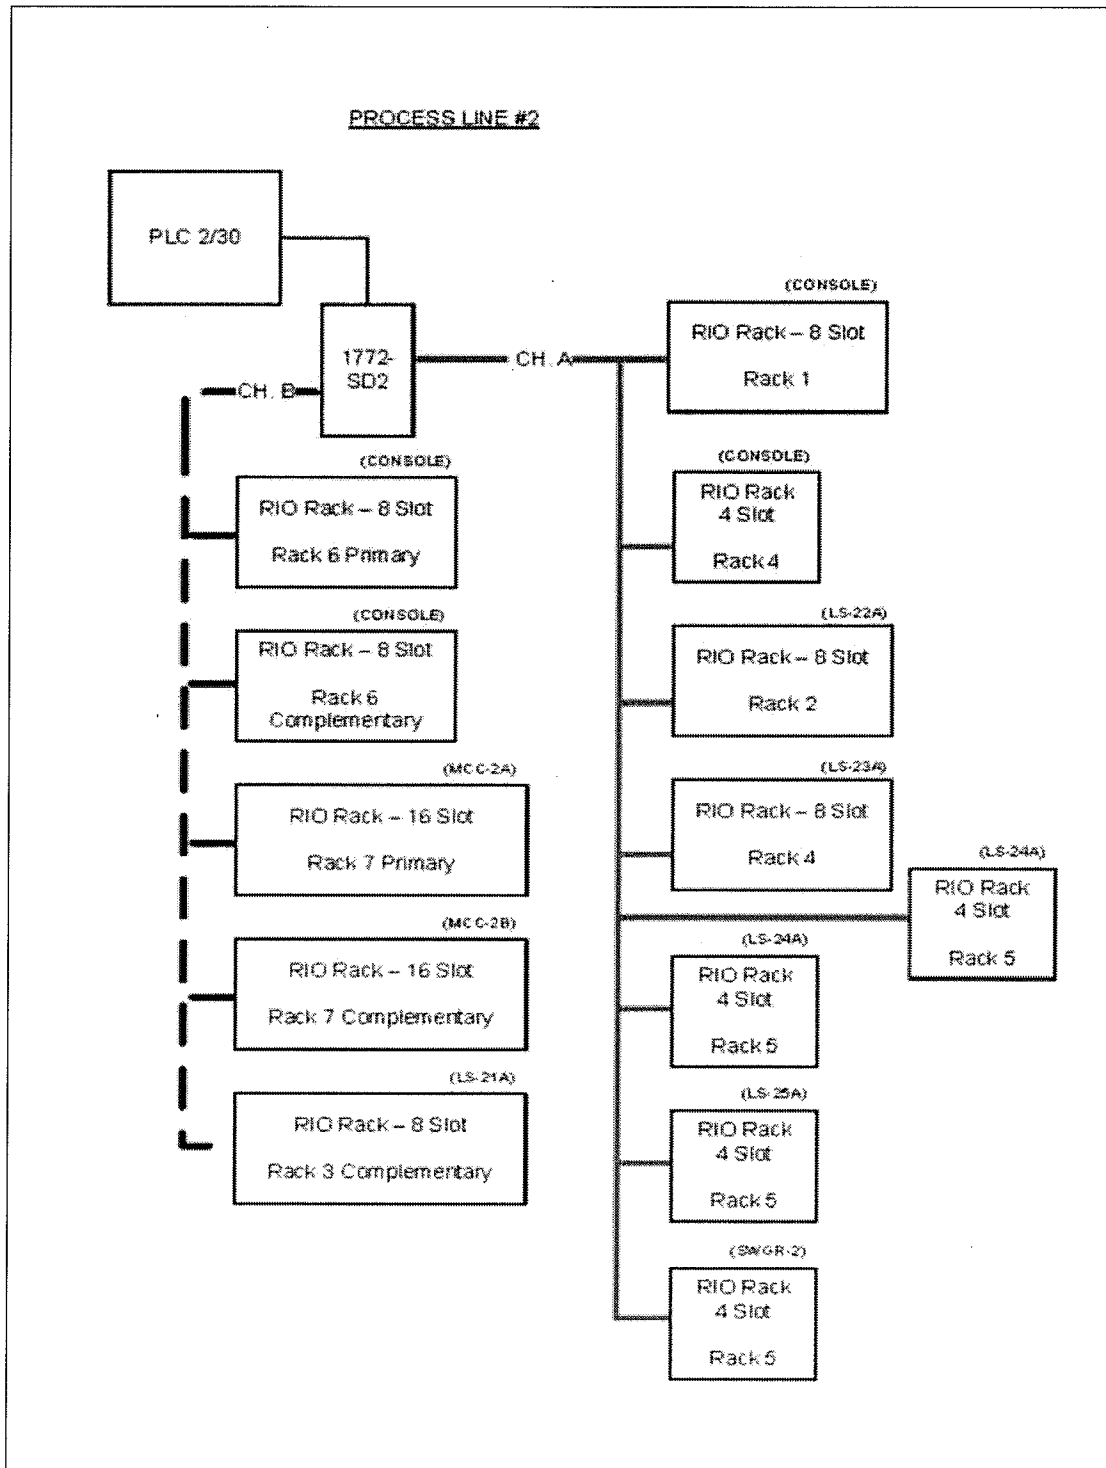 PROCESS LINE #2
PLC 2/30
1772-
SD2
CH. A
CH. B
(CONSOLE)
RIO Rack – 8 Slot
Rack 1
(CONSOLE)
RIO Rack
4 Slot
Rack 4
(LS-22A)
RIO Rack – 8 Slot
Rack 2
(LS-23A)
RIO Rack – 8 Slot
Rack 4
(LS-24A)
RIO Rack
4 Slot
Rack 5
(LS-24A)
RIO Rack
4 Slot
Rack 5
(LS-25A)
RIO Rack
4 Slot
Rack 5
(SWGR-2)
RIO Rack
4 Slot
Rack 5
(CONSOLE)
RIO Rack – 8 Slot
Rack 6 Primary
(CONSOLE)
RIO Rack – 8 Slot
Rack 6
Complementary
(MCC-2A)
RIO Rack – 16 Slot
Rack 7 Primary
(MCC-2B)
RIO Rack – 16 Slot
Rack 7 Complementary
(LS-21A)
RIO Rack – 8 Slot
Rack 3 Complementary